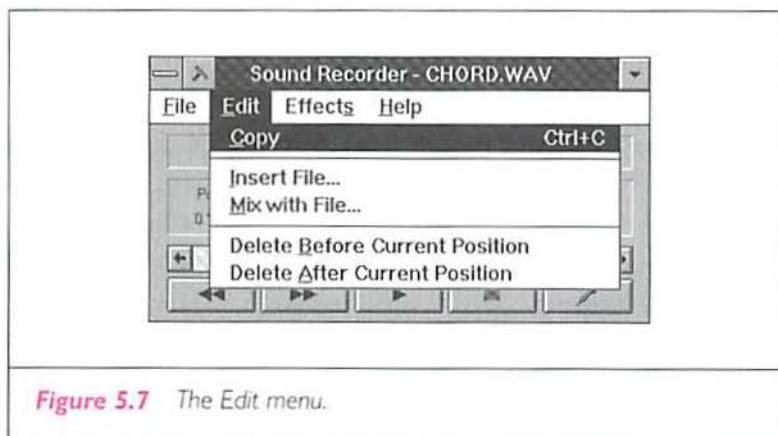 Sound Recorder - CHORD.WAV
File Edit Effects Help
Copy Ctrl+C
Insert File...
Mix with File...
Delete Before Current Position
Delete After Current Position
Figure 5.7 The Edit menu.